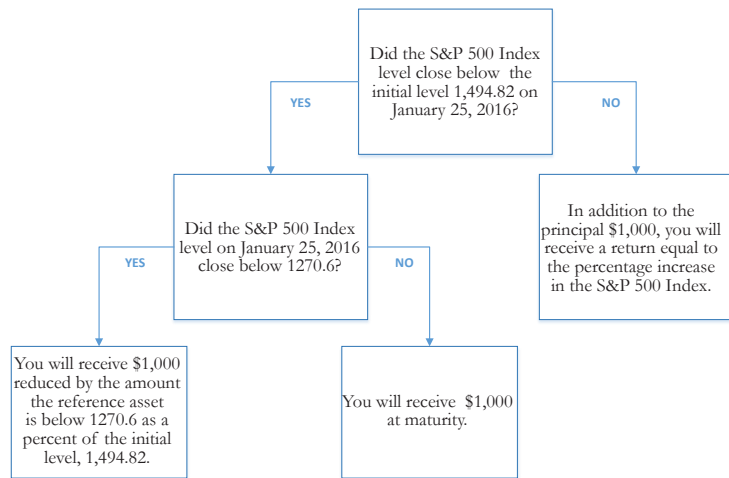 Did the S&P 500 Index
level close below the
initial level 1,494.82 on
January 25, 2016?
YES
NO
Did the S&P 500 Index
level on January 25, 2016
close below 1270.6?
In addition to the
principal $1,000, you will
receive a return equal to
the percentage increase
in the S&P 500 Index.
YES
NO
You will receive $1,000
reduced by the amount
the reference asset
is below 1270.6 as a
percent of the initial
level, 1,494.82.
You will receive $1,000
at maturity.